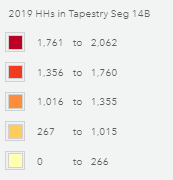 2019 HHs in Tapestry Seg 14B
1,761 to 2,062
1,356 to 1,760
1,016 to 1,355
267 to 1,015
0 to 266